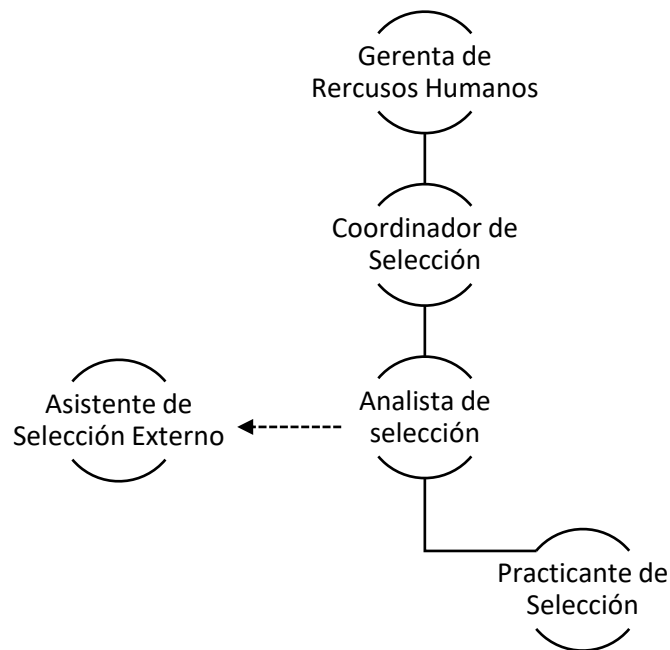 Gerenta de
Rercusos Humanos
Coordinador de
Selección
Asistente de
Selección Externo
Analista de
selección
Practicante de
Selección